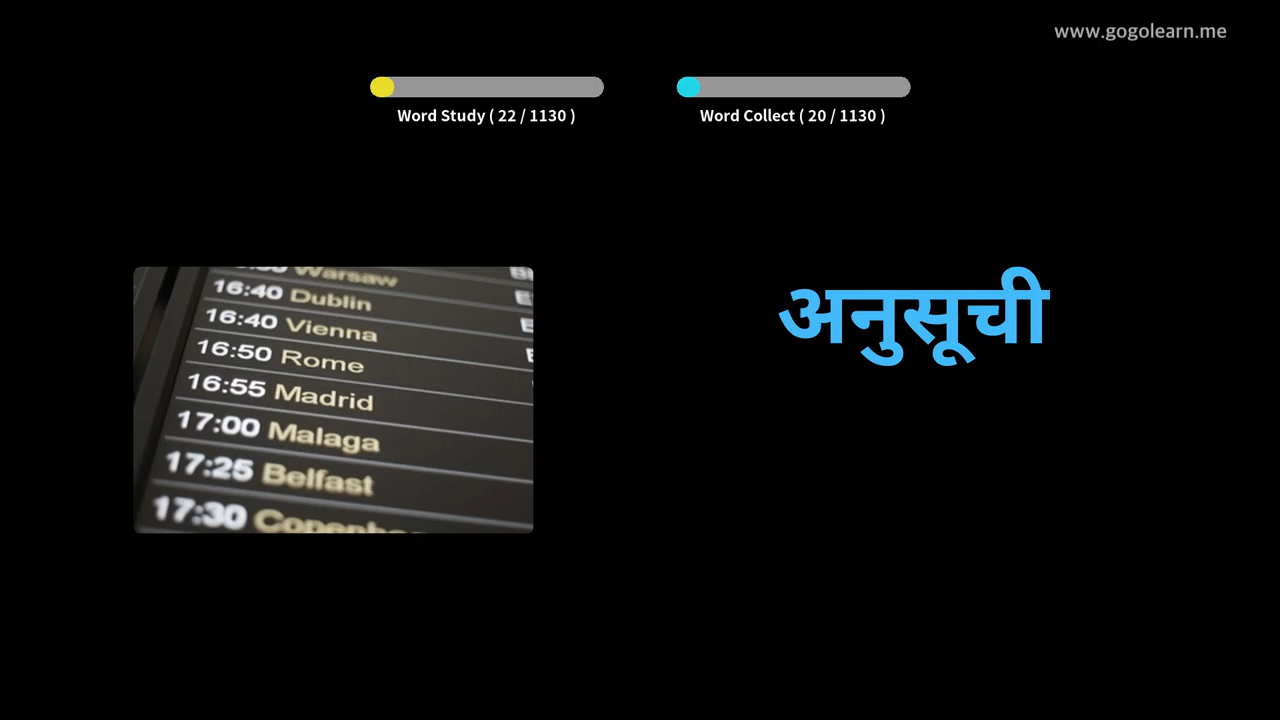 www.gogolearn.me
Word Study ( 22 / 1130 )
Word Collect ( 20 / 1130 )
Warsaw
16:40 Dublin
16:40 Vienna
16:50 Rome
16:55 Madrid
17:00 Malaga
17:25 Belfast
17:30
अनुसूची